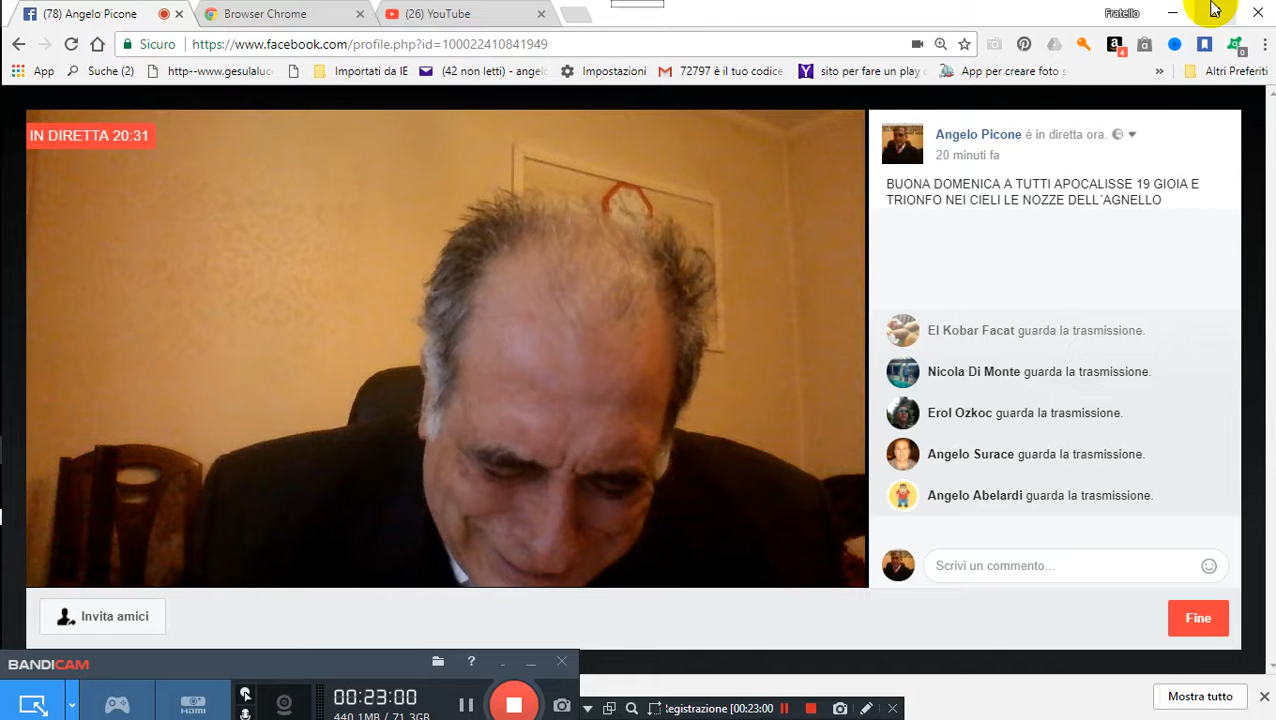 (78) Angelo Picone
Browser Chrome
(26) YouTube
Fratello
Sicuro
https://www.facebook.com/profile.php?id=100022410841949
4
0
App
Suche (2)
http--www.gesulaluc
Importati da IE
(42 non letti) - angel
Impostazioni
72797 è il tuo codice
sito per fare un play
App per creare foto s
»
Altri Preferiti
IN DIRETTA 20:31
Angelo Picone è in diretta ora.
20 minuti fa
BUONA DOMENICA A TUTTI APOCALISSE 19 GIOIA E
TRIONFO NEI CIELI LE NOZZE DELL´AGNELLO
El Kobar Facat guarda la trasmissione.
Nicola Di Monte guarda la trasmissione.
Erol Ozkoc guarda la trasmissione.
Angelo Surace guarda la trasmissione.
Angelo Abelardi guarda la trasmissione.
Scrivi un commento...
Invita amici
Fine
BANDICAM
?
HDMI
00:23:00
440.1MB / 71.3GB
Registrazione [00:23:00
Mostra tutto